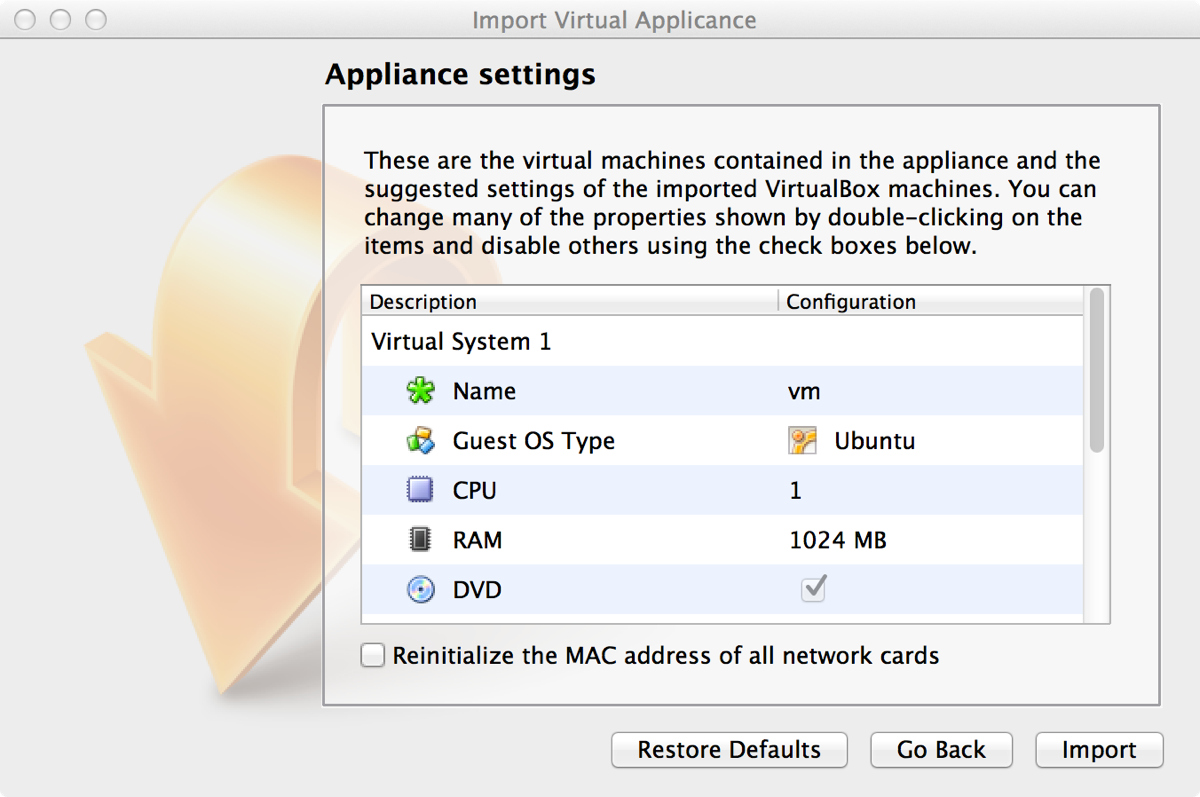 Import Virtual Applicance
Appliance settings
These are the virtual machines contained in the appliance and the
suggested settings of the imported VirtualBox machines. You can
change many of the properties shown by double-clicking on the
items and disable others using the check boxes below.
Description Configuration
Virtual System 1
Name vm
Guest OS Type Ubuntu
CPU 1
RAM 1024 MB
DVD
Reinitialize the MAC address of all network cards
Restore Defaults Go Back Import